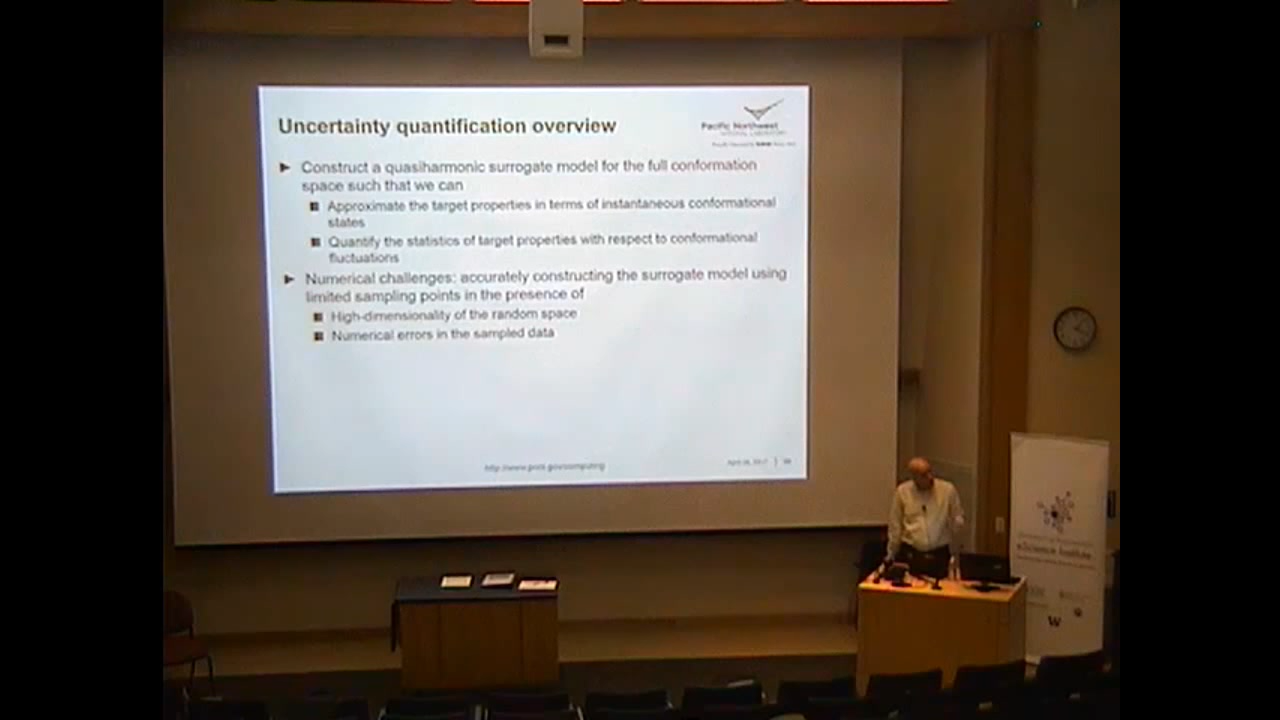 Uncertainty quantification overview
Pacific Northwest
NATIONAL LABORATORY
Construct a quasiharmonic surrogate model for the full conformation
space such that we can
Approximate the target properties in terms of instantaneous conformational
states
Quantify the statistics of target properties with respect to conformational
fluctuations
Numerical challenges: accurately constructing the surrogate model using
limited sampling points in the presence of
High-dimensionality of the random space
Numerical errors in the sampled data
http://www.pnnl.gov/computing
eScience Institute
W